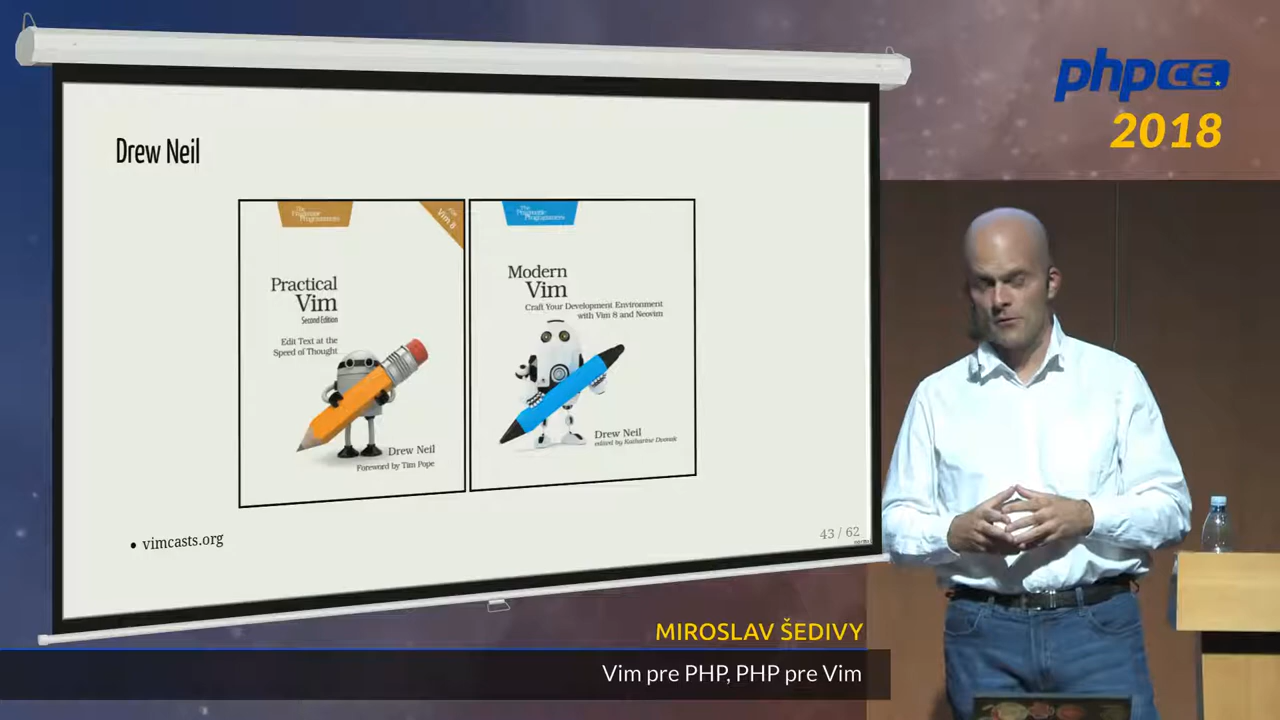 phpCE
2018
Drew Neil
The
Pragmatic
Programmers
FOR
Vim 8
Practical
Vim
Second Edition
Edit Text at the
Speed of Thought
Drew Neil
Foreword by Tim Pope
The
Pragmatic
Programmers
Modern
Vim
Craft Your Development Environment
with Vim 8 and Neovim
Drew Neil
edited by Katharine Dvorak
• vimcasts.org
43 / 62
MIROSLAV ŠEDIVY
Vim pre PHP, PHP pre Vim